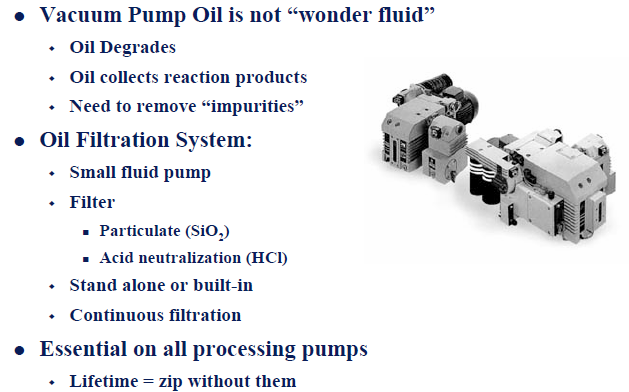 ● Vacuum Pump Oil is not “wonder fluid”
• Oil Degrades
• Oil collects reaction products
• Need to remove “impurities”
● Oil Filtration System:
• Small fluid pump
• Filter
▪ Particulate (SiO₂)
▪ Acid neutralization (HCl)
• Stand alone or built-in
• Continuous filtration
● Essential on all processing pumps
• Lifetime = zip without them